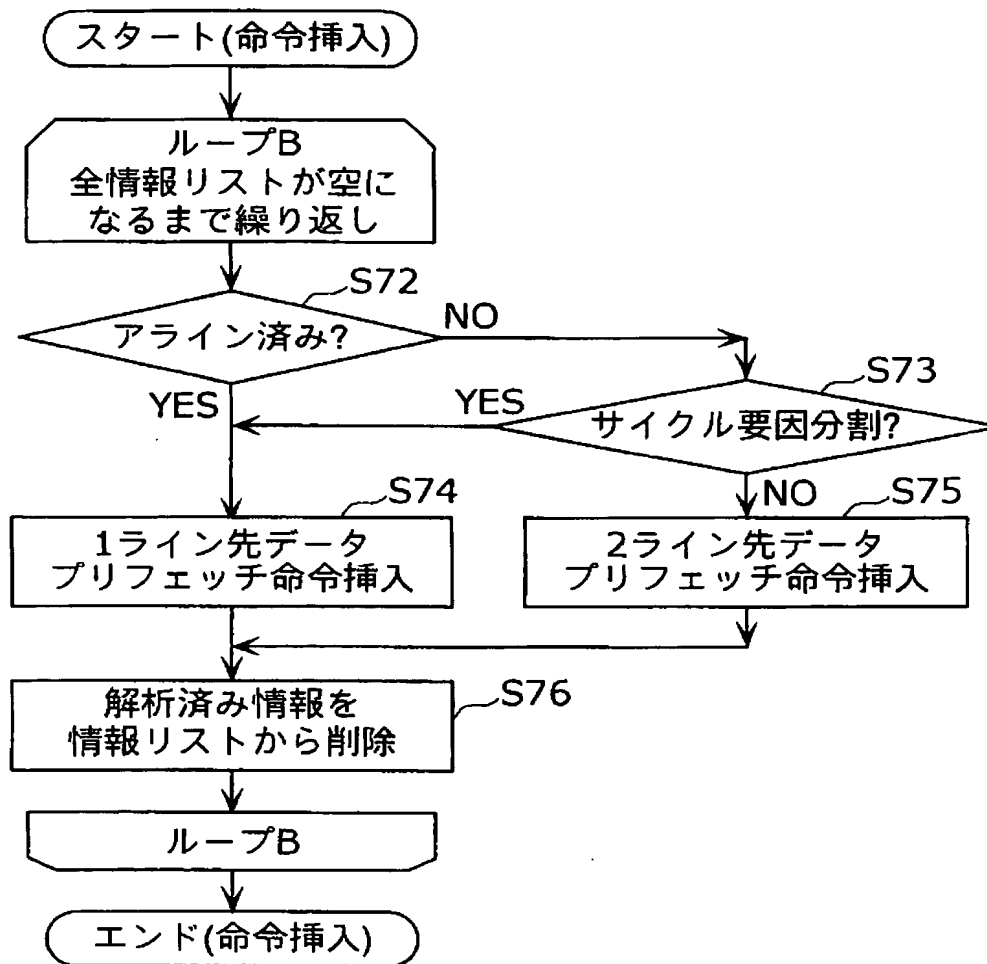 スタート(命令挿入)
ループB
全情報リストが空に
なるまで繰り返し
S72
アライン済み?
NO
YES
S73
サイクル要因分割?
YES
NO
S74
1ライン先データ
プリフェッチ命令挿入
S75
2ライン先データ
プリフェッチ命令挿入
S76
解析済み情報を
情報リストから削除
ループB
エンド(命令挿入)